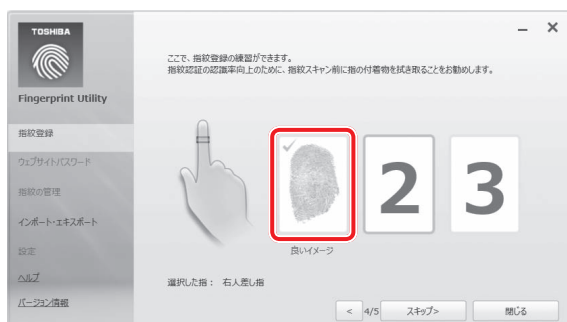 TOSHIBA
Fingerprint Utility
指紋登録
ウェブサイトパスワード
指紋の管理
インポート・エキスポート
設定
ヘルプ
バージョン情報
ここで、指紋登録の練習ができます。
指紋認証の認識率向上のために、指紋スキャン前に指の付着物を拭き取ることをお勧めします。
2
3
良いイメージ
選択した指： 右人差し指
< 4/5 スキップ> 閉じる